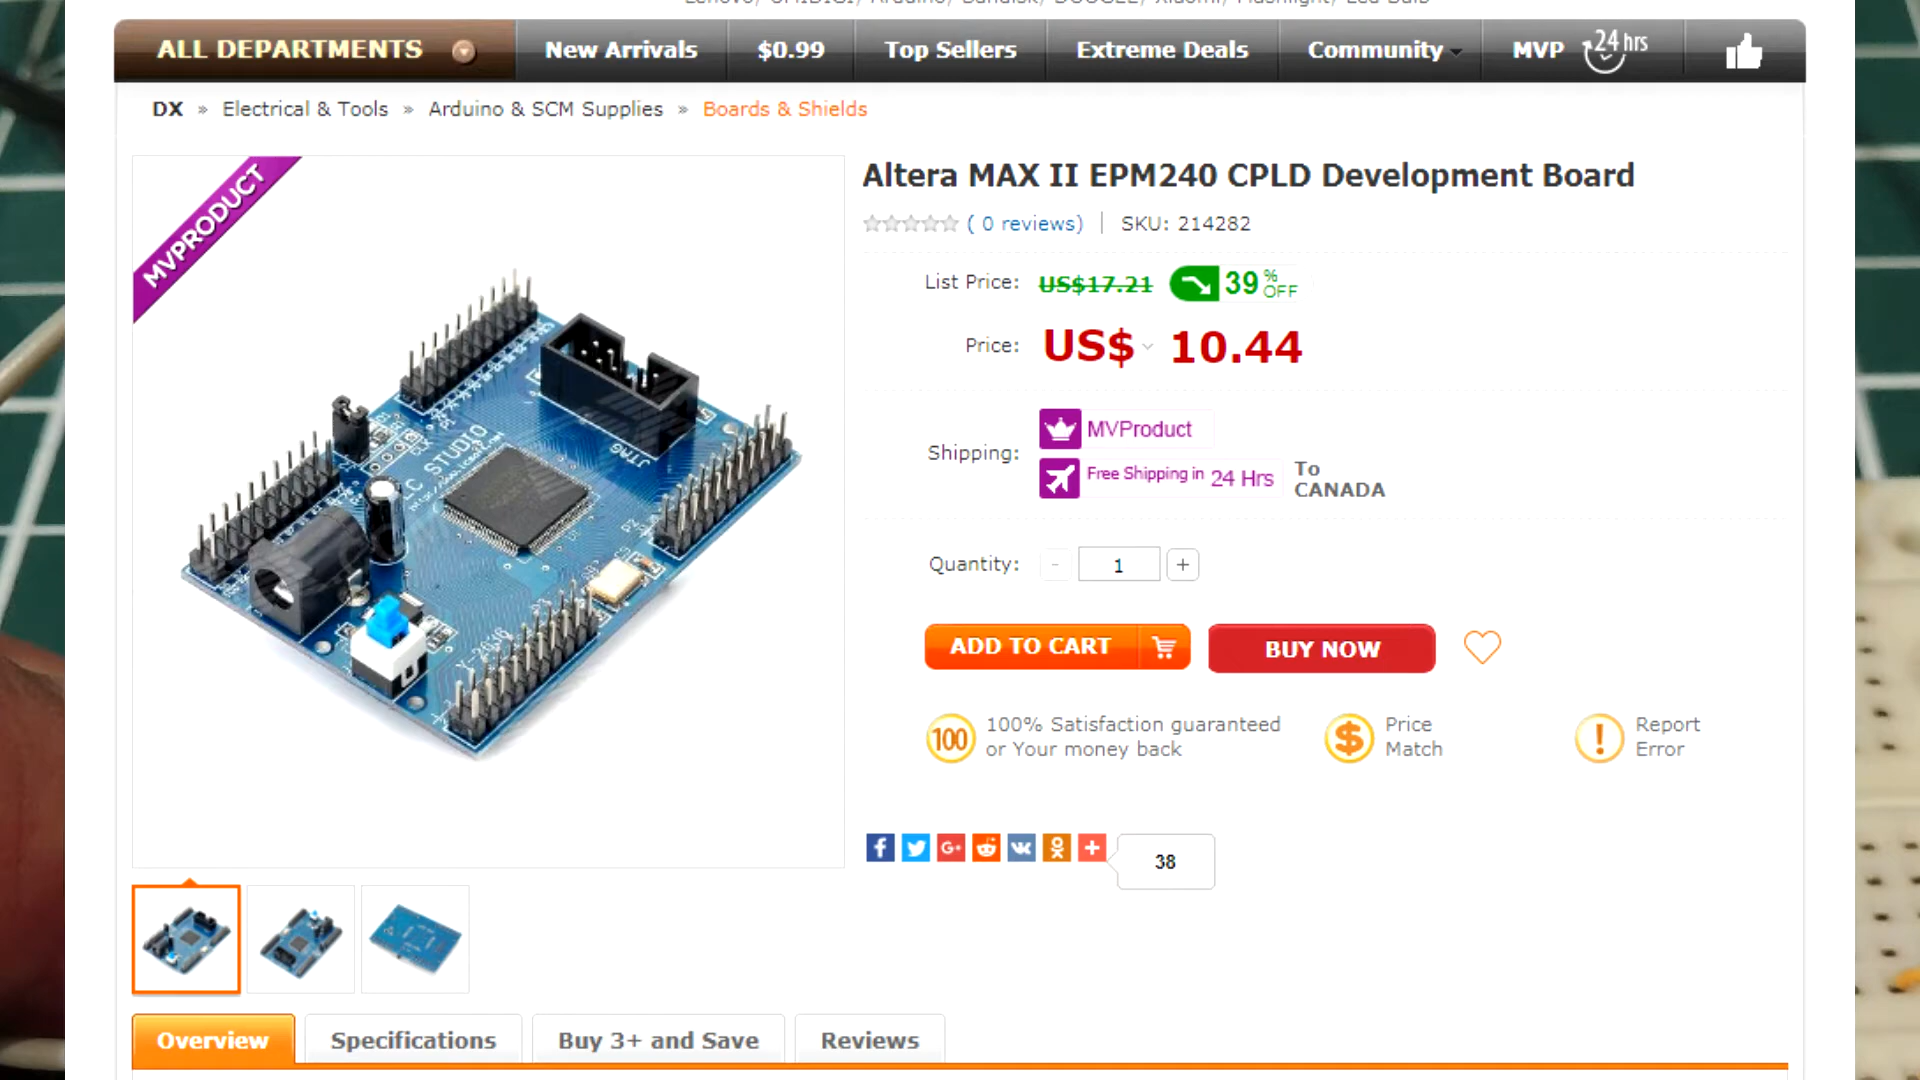 ALL DEPARTMENTS
New Arrivals
$0.99
Top Sellers
Extreme Deals
Community
MVP 24 hrs
DX » Electrical & Tools » Arduino & SCM Supplies » Boards & Shields
MVPRODUCT
JTAG
STUDIO
P2
Altera MAX II EPM240 CPLD Development Board
( 0 reviews) | SKU: 214282
List Price: US$17.21 39 % OFF
Price: US$ 10.44
Shipping: MVProduct
Free Shipping in 24 Hrs To CANADA
Quantity: - 1 +
ADD TO CART
BUY NOW
100 100% Satisfaction guaranteed
or Your money back
$ Price
Match
! Report
Error
38
Overview
Specifications
Buy 3+ and Save
Reviews